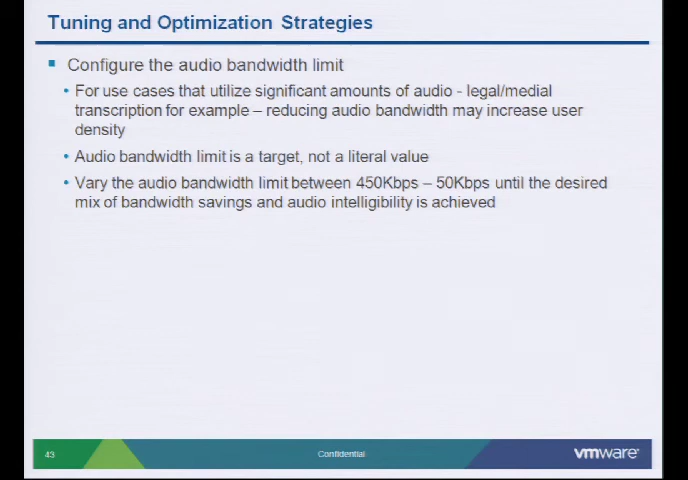 Tuning and Optimization Strategies
Configure the audio bandwidth limit
For use cases that utilize significant amounts of audio - legal/medial
transcription for example – reducing audio bandwidth may increase user
density
Audio bandwidth limit is a target, not a literal value
Vary the audio bandwidth limit between 450Kbps – 50Kbps until the desired
mix of bandwidth savings and audio intelligibility is achieved
43
Confidential
vmware